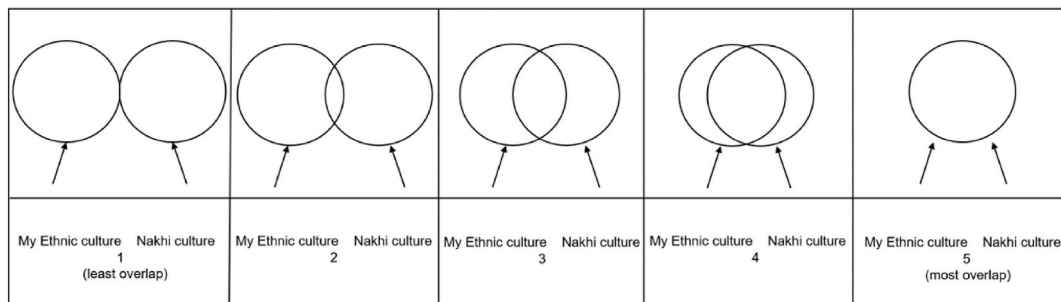 My Ethnic culture Nakhi culture
1
(least overlap)
My Ethnic culture Nakhi culture
2
My Ethnic culture Nakhi culture
3
My Ethnic culture Nakhi culture
4
My Ethnic culture Nakhi culture
5
(most overlap)